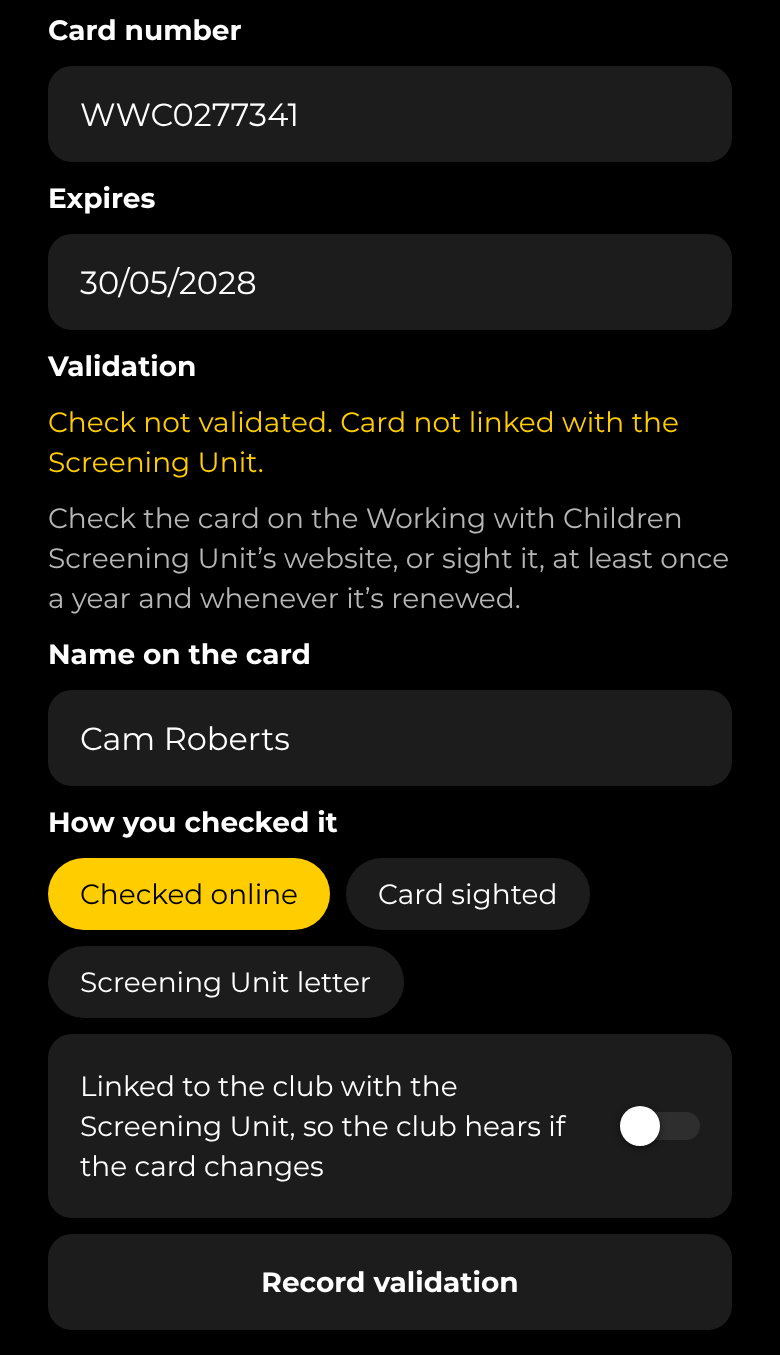 Card number
WWC0277341
Expires
30/05/2028
Validation
Check not validated. Card not linked with the
Screening Unit.
Check the card on the Working with Children
Screening Unit’s website, or sight it, at least once
a year and whenever it’s renewed.
Name on the card
Cam Roberts
How you checked it
Checked online
Card sighted
Screening Unit letter
Linked to the club with the
Screening Unit, so the club hears if
the card changes
Record validation